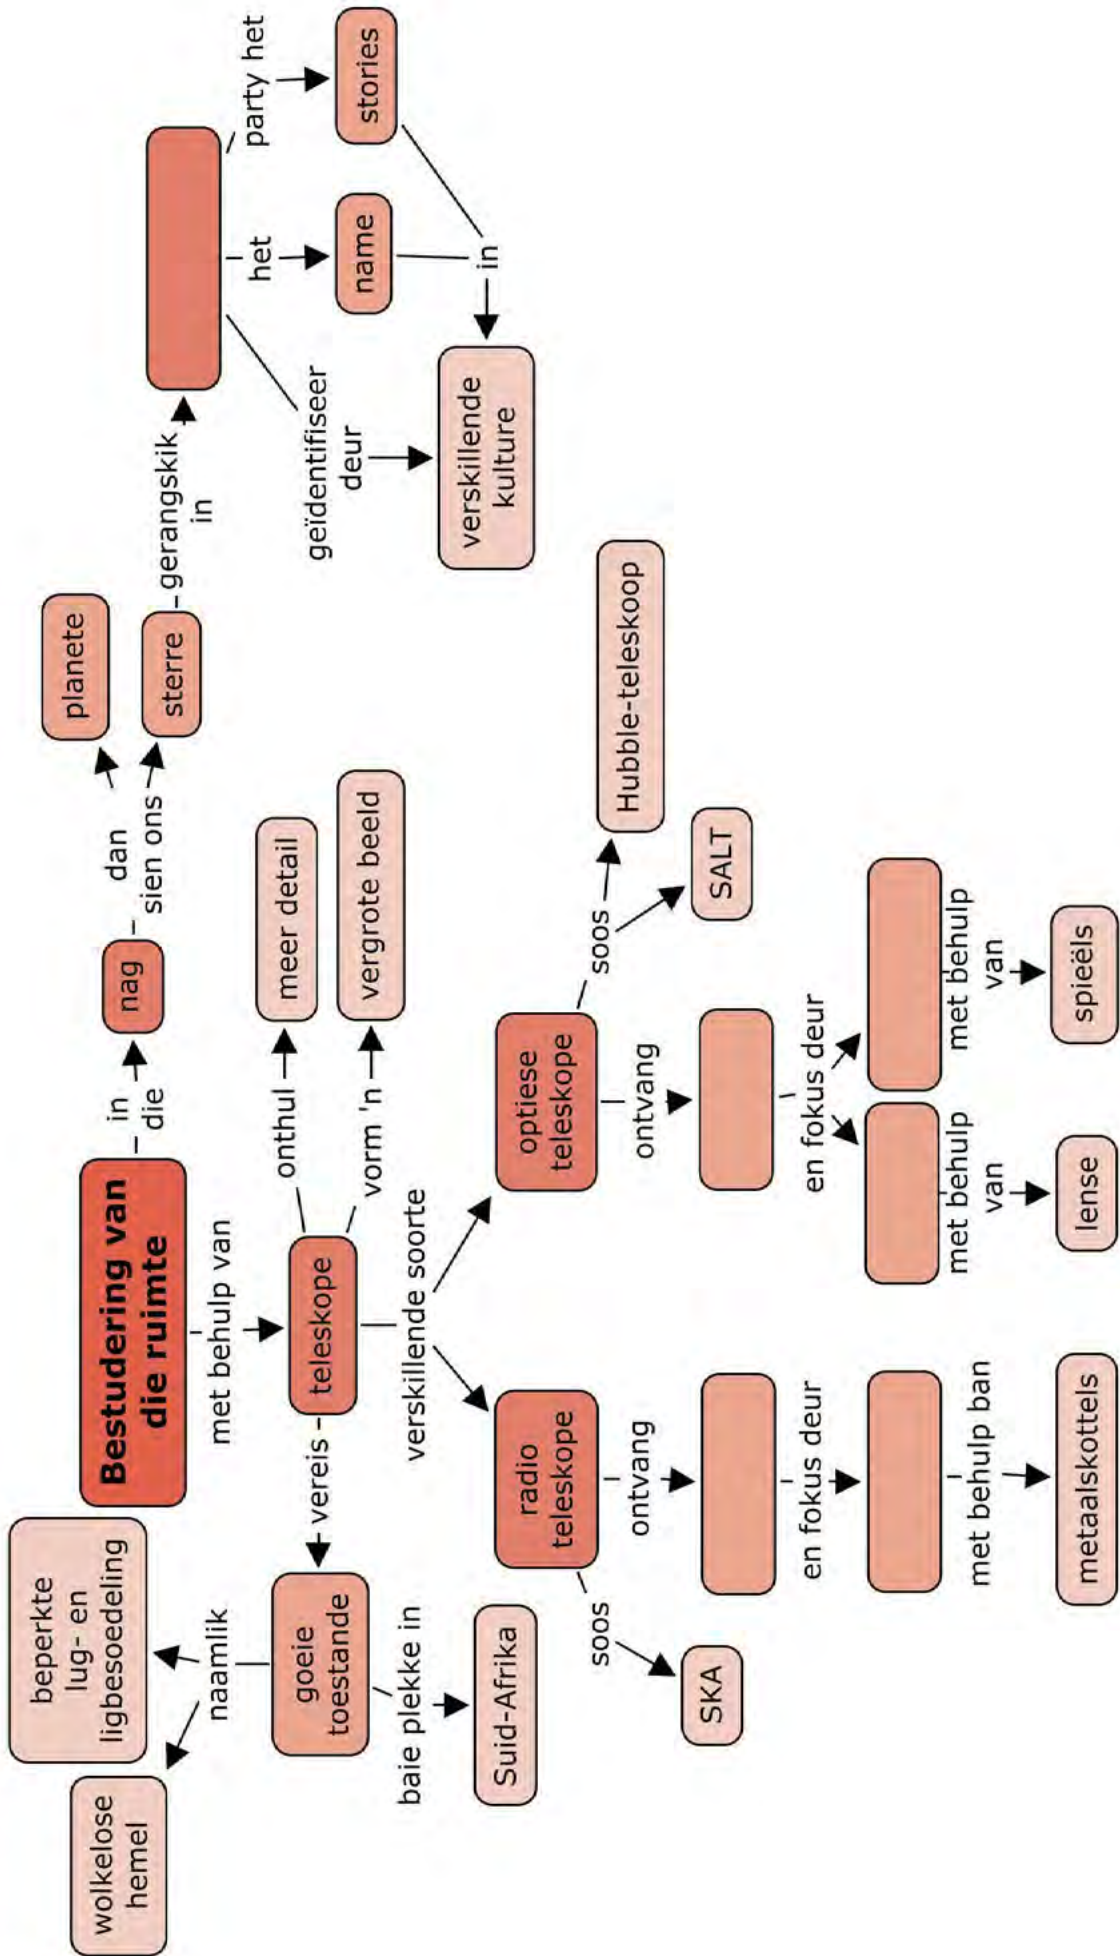 wolkelose
hemel
beperkte
lug- en
ligbesoedeling
naamlik
goeie
toestande
baie plekke in
Suid-Afrika
vereis
Bestudering van
die ruimte
in
die
nag
dan
sien ons
planete
sterre
gerangskik
in
party het
stories
het
name
in
geïdentifiseer
deur
verskillende
kulture
met behulp van
teleskope
onthul
meer detail
vorm 'n
vergrote beeld
verskillende soorte
radio
teleskope
soos
SKA
ontvang
en fokus deur
met behulp ban
metaalskottels
optiese
teleskope
soos
Hubble-teleskoop
SALT
ontvang
en fokus deur
met behulp
van
lense
met behulp
van
spieëls